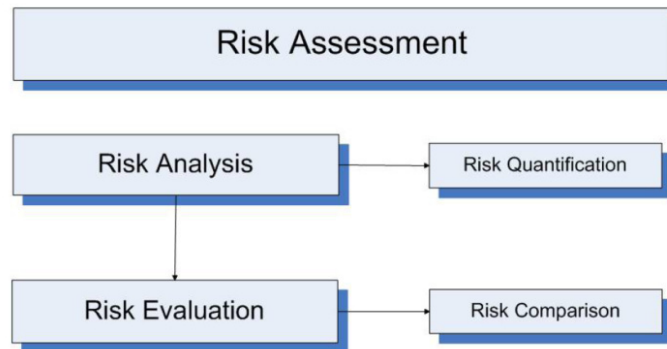 Risk Assessment
Risk Analysis
Risk Quantification
Risk Evaluation
Risk Comparison